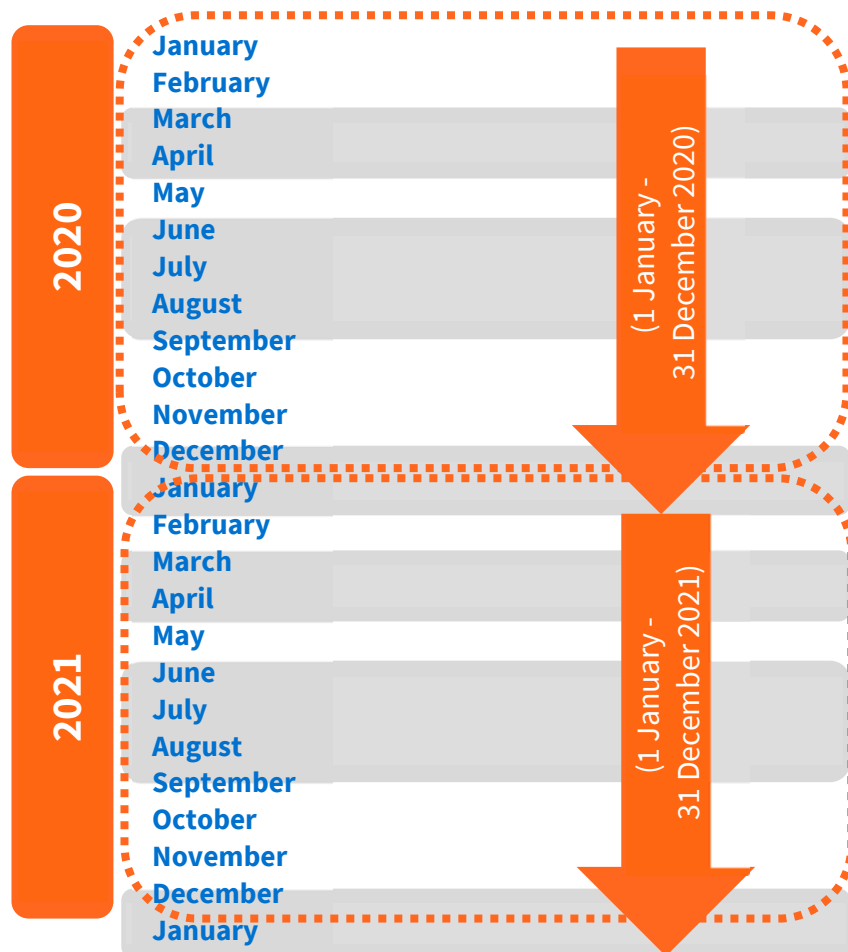 2020
January
February
March
April
May
June
July
August
September
October
November
December
(1 January -
31 December 2020)
2021
January
February
March
April
May
June
July
August
September
October
November
December
January
(1 January -
31 December 2021)